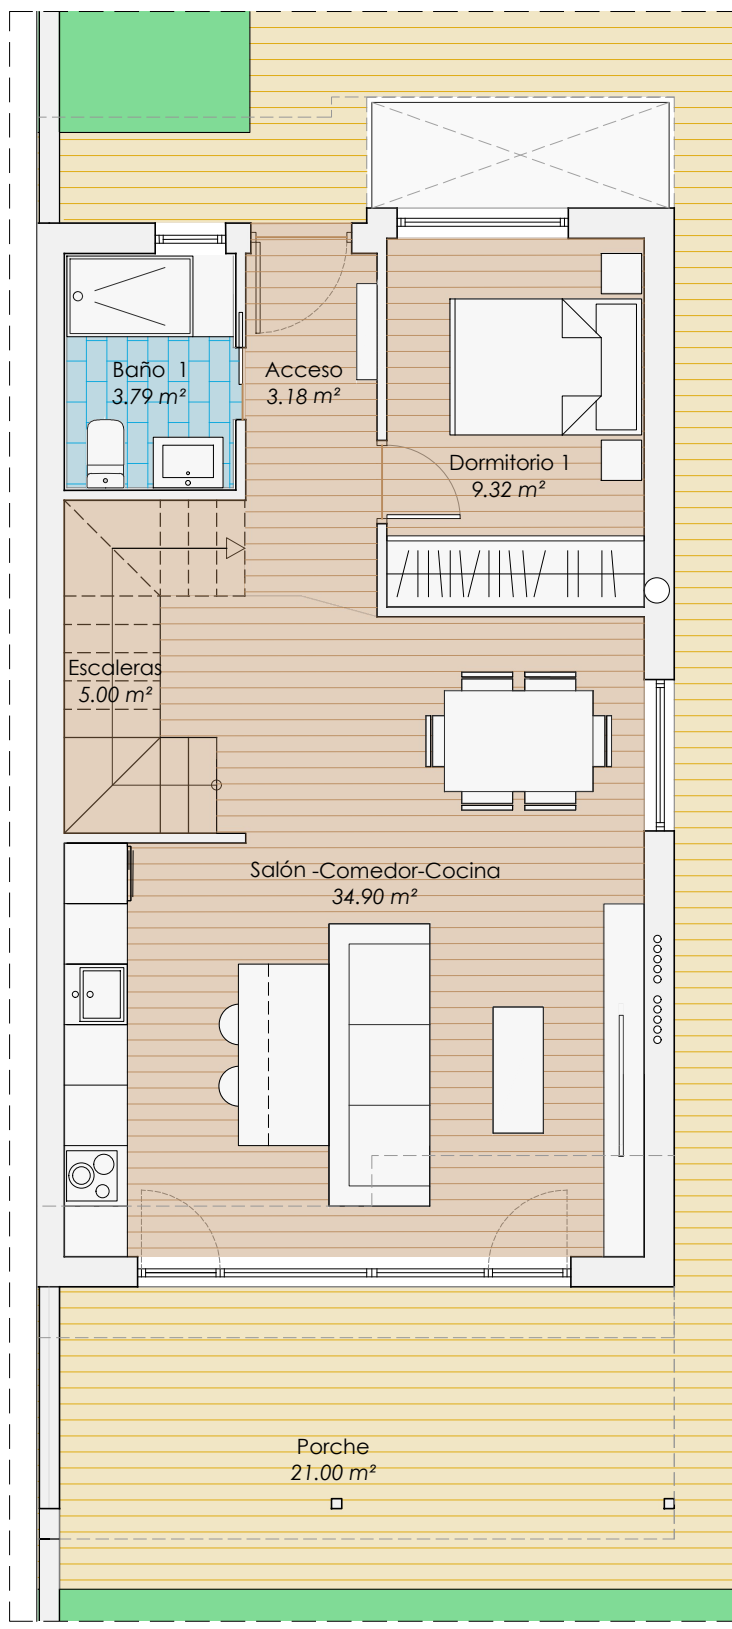 Baño 1
3.79 m²
Acceso
3.18 m²
Dormitorio 1
9.32 m²
Escaleras
5.00 m²
Salón -Comedor-Cocina
34.90 m²
Porche
21.00 m²